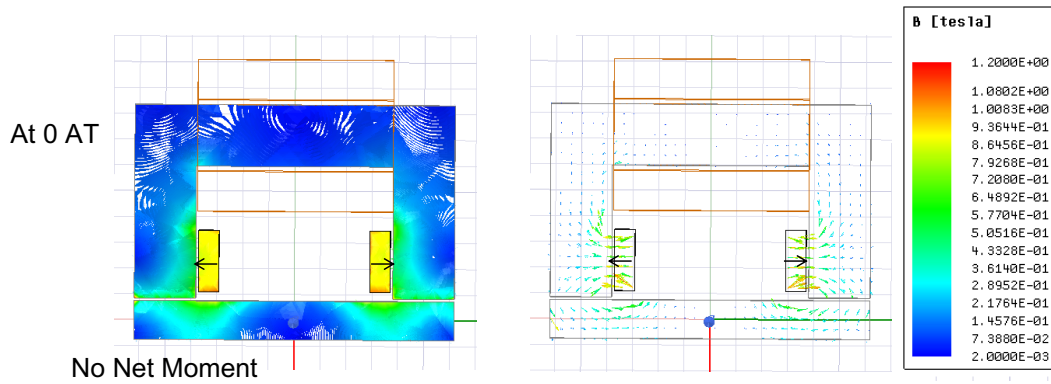 B [tesla]
1.2000E+00
1.0802E+00
1.0083E+00
9.3644E-01
8.6456E-01
7.9268E-01
7.2080E-01
6.4892E-01
5.7704E-01
5.0516E-01
4.3328E-01
3.6140E-01
2.8952E-01
2.1764E-01
1.4576E-01
7.3880E-02
2.0000E-03
At 0 AT
No Net Moment